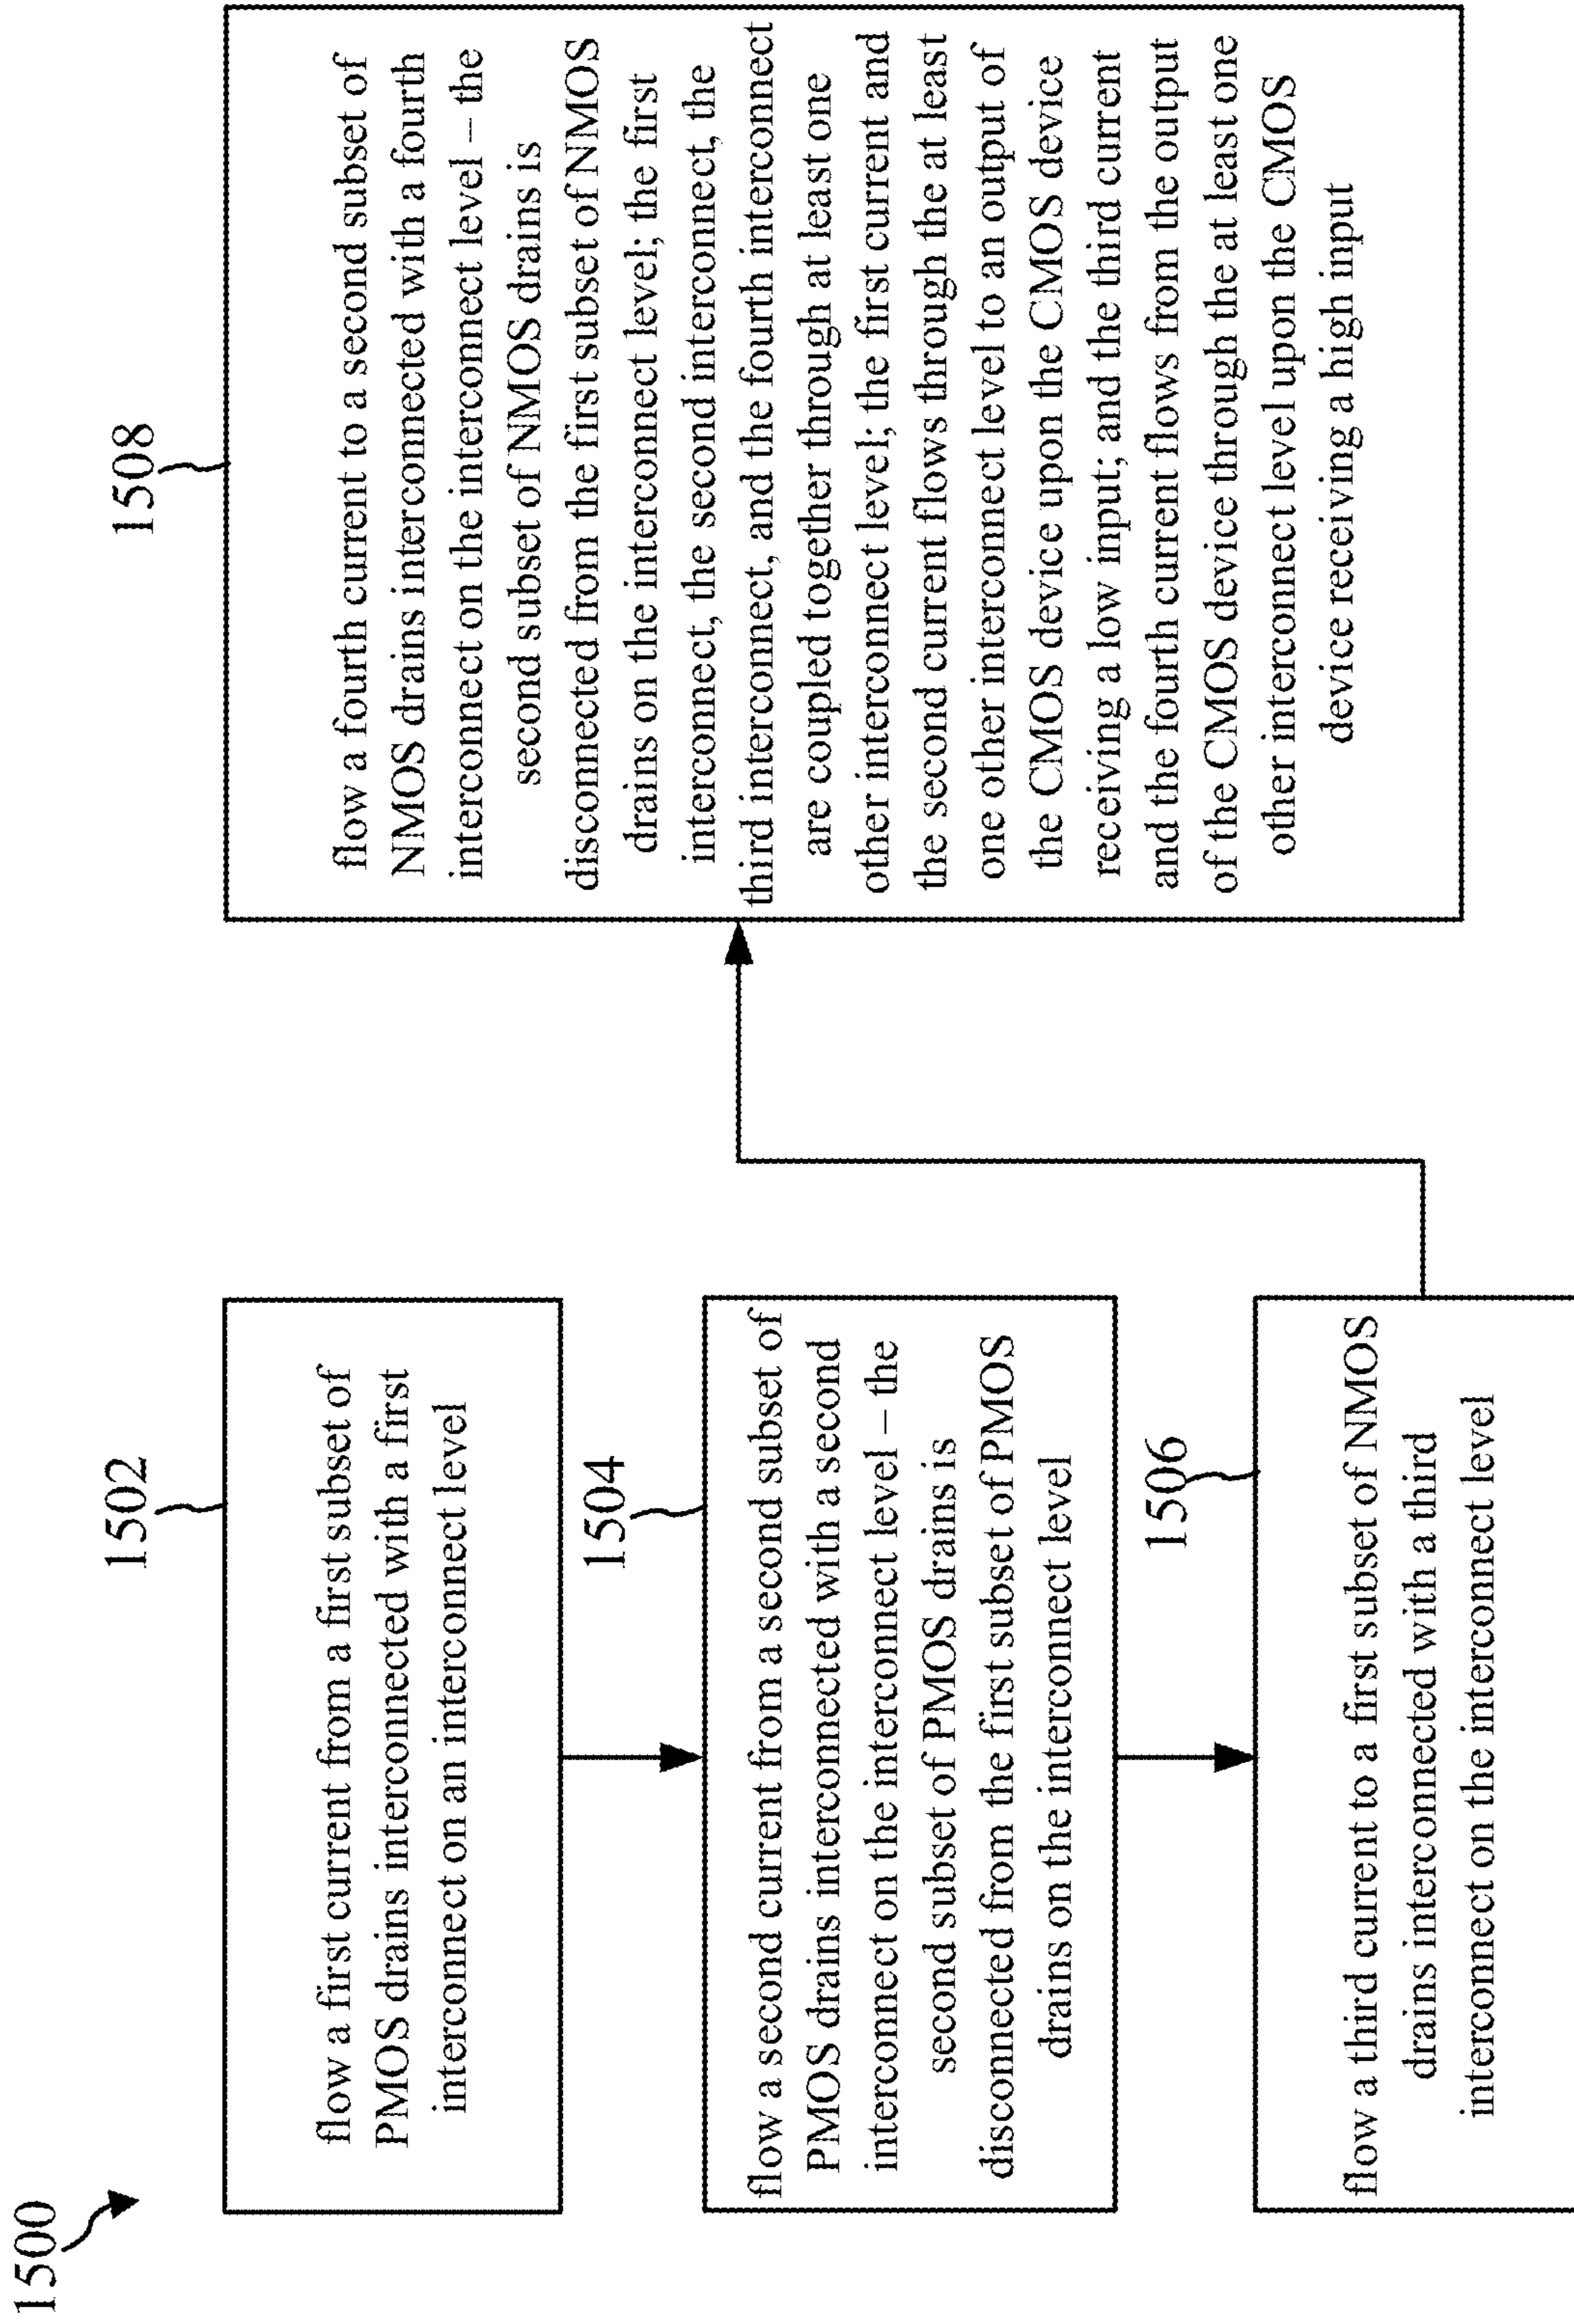 1500
1502
flow a first current from a first subset of
PMOS drains interconnected with a first
interconnect on an interconnect level
1504
flow a second current from a second subset of
PMOS drains interconnected with a second
interconnect on the interconnect level – the
second subset of PMOS drains is
disconnected from the first subset of PMOS
drains on the interconnect level
1506
flow a third current to a first subset of NMOS
drains interconnected with a third
interconnect on the interconnect level
1508
flow a fourth current to a second subset of
NMOS drains interconnected with a fourth
interconnect on the interconnect level – the
second subset of NMOS drains is
disconnected from the first subset of NMOS
drains on the interconnect level; the first
interconnect, the second interconnect, the
third interconnect, and the fourth interconnect
are coupled together through at least one
other interconnect level; the first current and
the second current flows through the at least
one other interconnect level to an output of
the CMOS device upon the CMOS device
receiving a low input; and the third current
and the fourth current flows from the output
of the CMOS device through the at least one
other interconnect level upon the CMOS
device receiving a high input